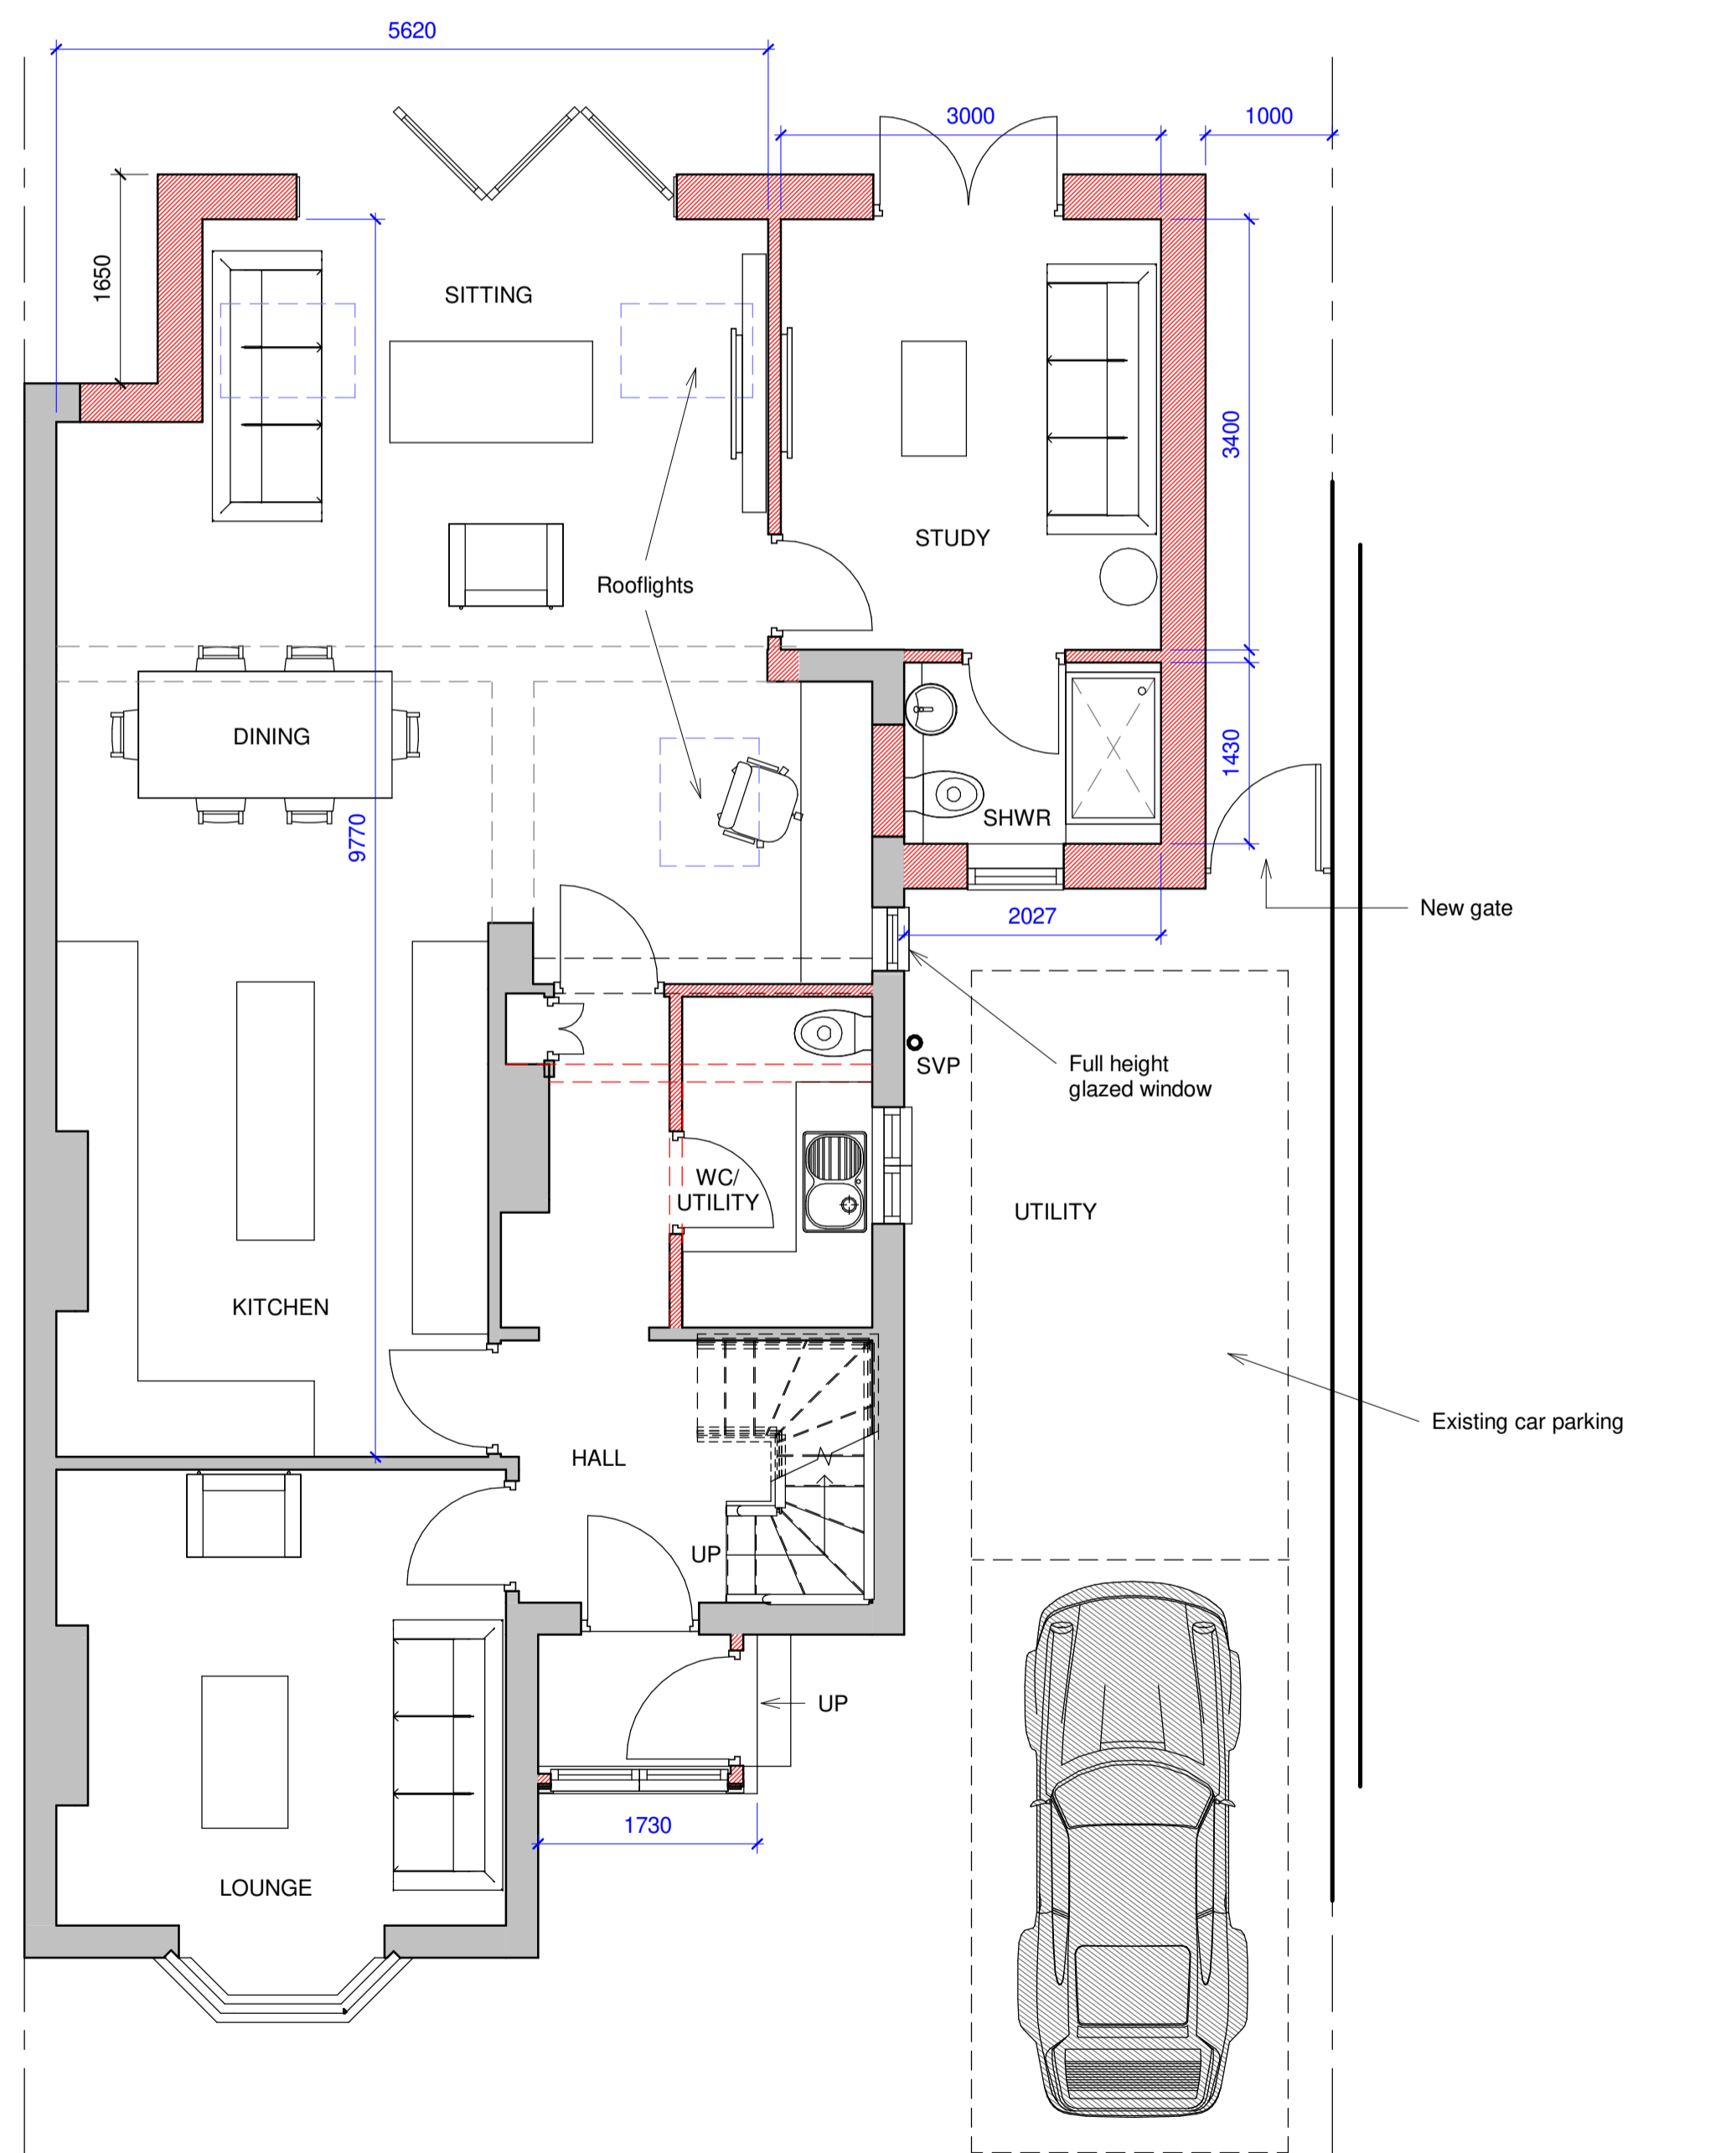 5620
3000
1000
1650
SITTING
3400
STUDY
Rooflights
DINING
1430
9770
SHWR
New gate
2027
Full height
glazed window
SVP
WC/
UTILITY
UTILITY
KITCHEN
Existing car parking
HALL
UP
UP
1730
LOUNGE